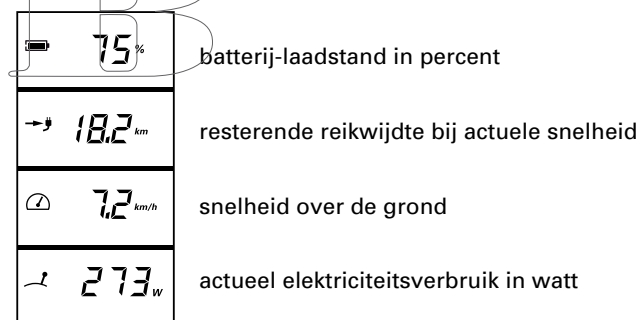 75% batterij-laadstand in percent
18.2 km resterende reikwijdte bij actuele snelheid
7.2 km/h snelheid over de grond
273 W actueel elektriciteitsverbruik in watt